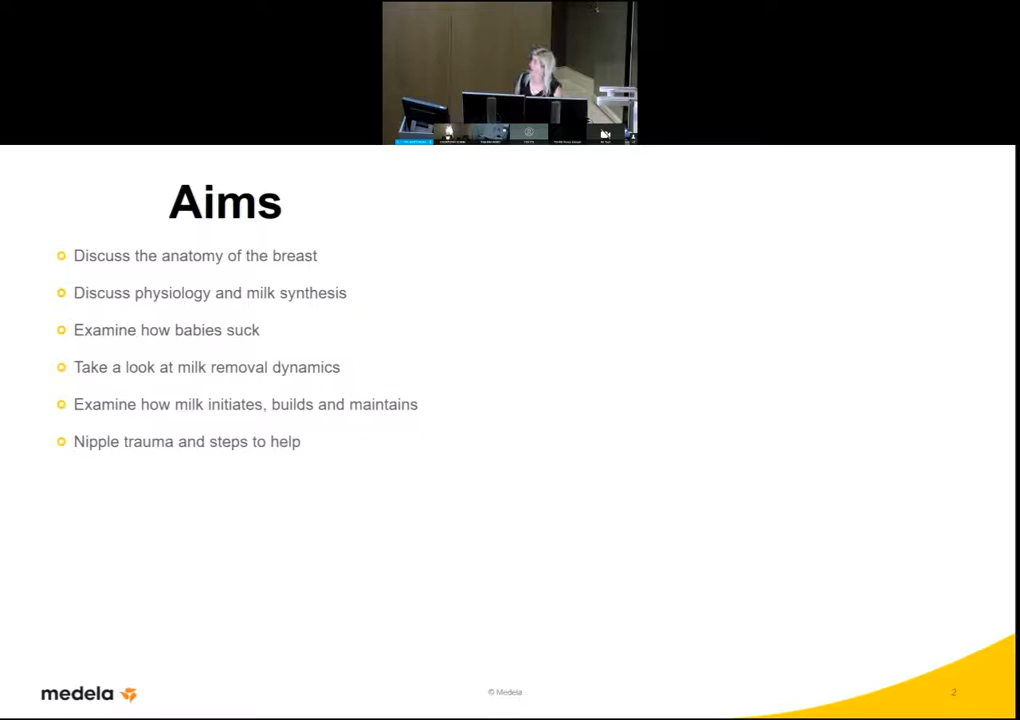 Aims
Discuss the anatomy of the breast
Discuss physiology and milk synthesis
Examine how babies suck
Take a look at milk removal dynamics
Examine how milk initiates, builds and maintains
Nipple trauma and steps to help
medela
© Medela
2